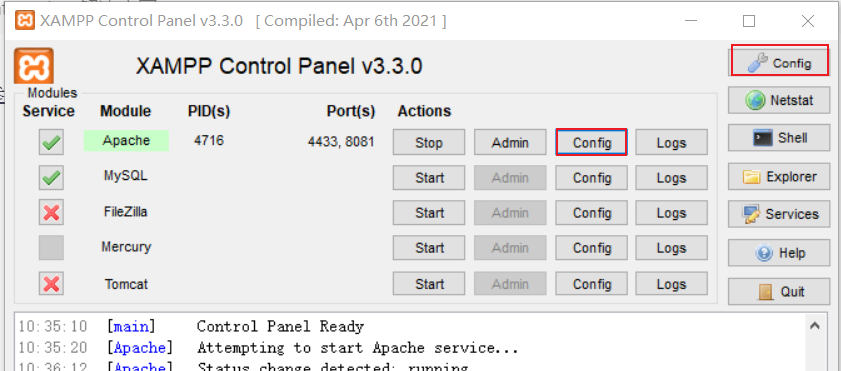 XAMPP Control Panel v3.3.0 [ Compiled: Apr 6th 2021 ]
XAMPP Control Panel v3.3.0
Config
Modules
Service Module PID(s) Port(s) Actions
Netstat
Apache 4716 4433, 8081 Stop Admin Config Logs
Shell
MySQL Start Admin Config Logs
Explorer
FileZilla Start Admin Config Logs
Services
Mercury Start Admin Config Logs
Help
Tomcat Start Admin Config Logs
Quit
10:35:10 [main] Control Panel Ready
10:35:20 [Apache] Attempting to start Apache service...
10:36:12 [Apache] Status change detected: running